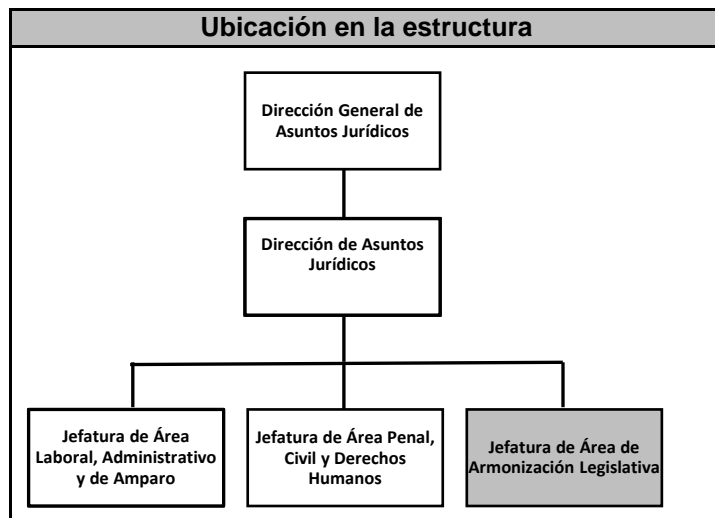 Ubicación en la estructura
Dirección General de
Asuntos Jurídicos
Dirección de Asuntos
Jurídicos
Jefatura de Área
Laboral, Administrativo
y de Amparo
Jefatura de Área Penal,
Civil y Derechos
Humanos
Jefatura de Área de
Armonización Legislativa